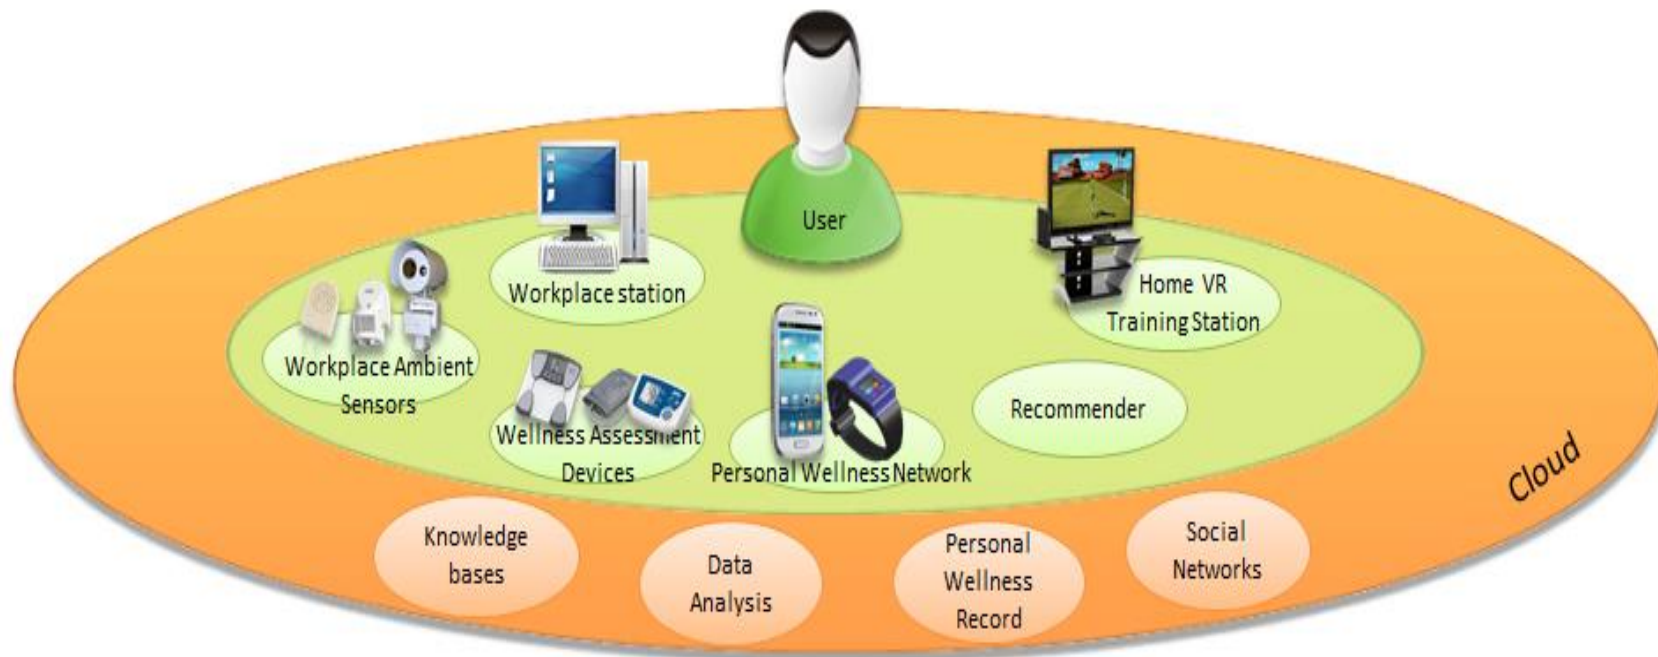 User
Workplace station
Home VR
Training Station
Workplace Ambient
Sensors
Wellness Assessment
Devices
Personal Wellness Network
Recommender
Cloud
Knowledge
bases
Data
Analysis
Personal
Wellness
Record
Social
Networks